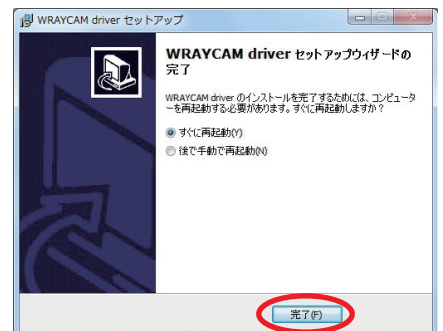 WRAYCAM driver セットアップ
WRAYCAM driver セットアップウィザードの
完了
WRAYCAM driver のインストールを完了するためには、コンピュータ
ーを再起動する必要があります。すぐに再起動しますか?
すぐに再起動(Y)
後で手動で再起動(N)
完了(F)